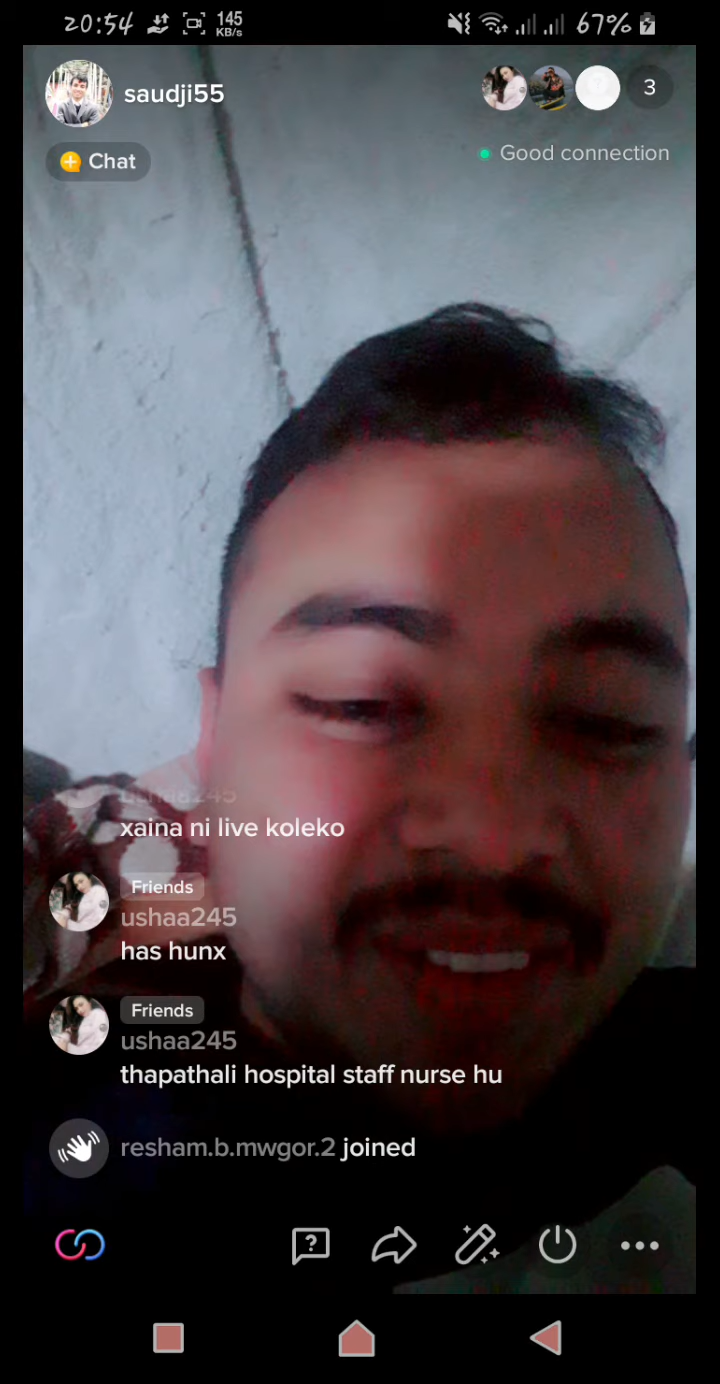 20:54
145
KB/s
67%
saudji55
3
Chat
Good connection
xaina ni live koleko
Friends
ushaa245
has hunx
Friends
ushaa245
thapathali hospital staff nurse hu
resham.b.mwgor.2 joined